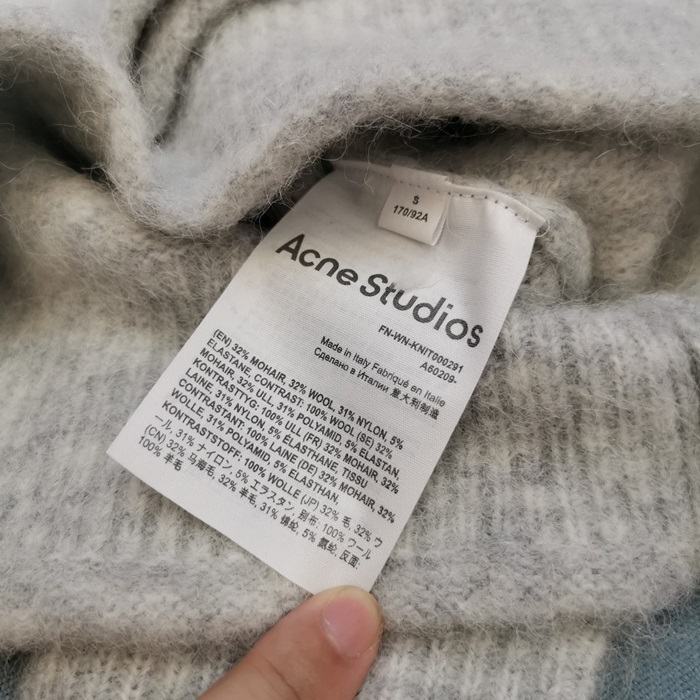 S
170/92A
Acne Studios
FN-WN-KNIT000291
A60209-
Made in Italy Fabriqué en Italie
Сделано в Италии 意大利制造
(EN) 32% MOHAIR, 32% WOOL, 31% NYLON, 5%
ELASTANE, CONTRAST: 100% WOOL (SE) 32%
MOHAIR, 32% ULL, 31% POLYAMID, 5% ELASTAN,
KONTRASTTYG: 100% ULL (FR) 32% MOHAIR, 32%
LAINE, 31% NYLON, 5% ÉLASTHANE, TISSU
CONTRASTANT: 100% LAINE (DE) 32% MOHAIR, 32%
WOLLE, 31% POLYAMID, 5% ELASTHAN,
KONTRASTSTOFF: 100% WOLLE (JP) 32% 毛, 32% ウ
ール, 31% ナイロン, 5% エラスタン, 別布: 100% ウール
(CN) 32% 马海毛, 32% 羊毛, 31% 锦纶, 5% 氨纶, 反面:
100% 羊毛